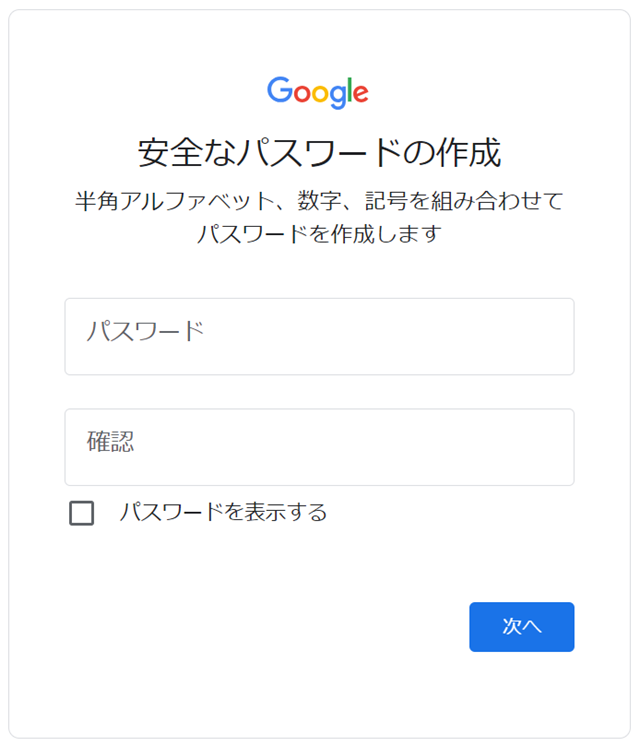 Google
安全なパスワードの作成
半角アルファベット、数字、記号を組み合わせて
パスワードを作成します
パスワード
確認
パスワードを表示する
次へ